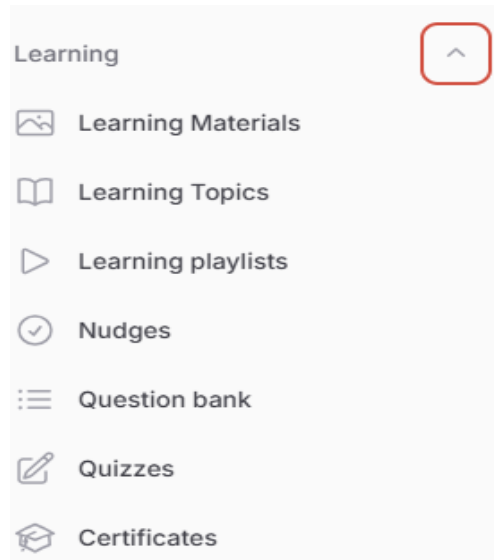 Learning
Learning Materials
Learning Topics
Learning playlists
Nudges
Question bank
Quizzes
Certificates